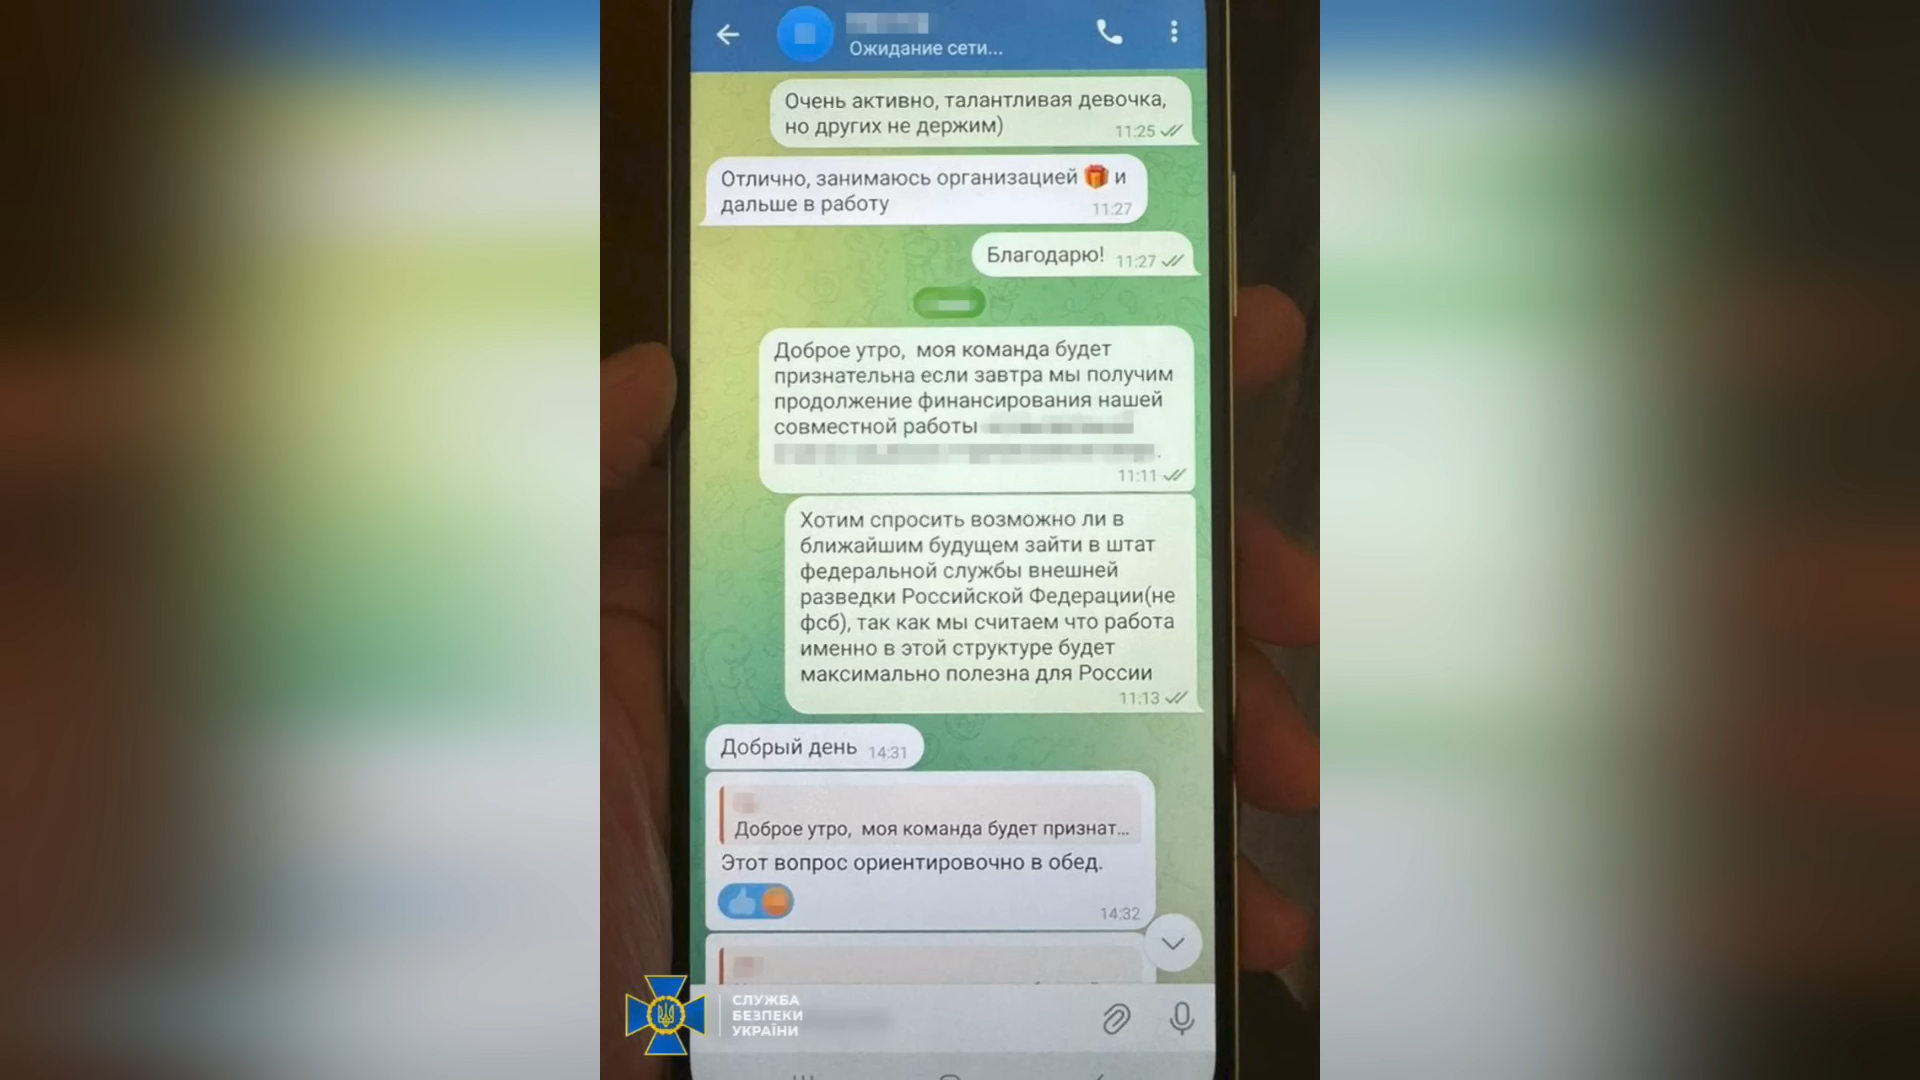 Ожидание сети...
Очень активно, талантливая девочка,
но других не держим)
11:25
Отлично, занимаюсь организацией 🎁 и
дальше в работу
11:27
Благодарю!
11:27
Доброе утро,  моя команда будет
признательна если завтра мы получим
продолжение финансирования нашей
совместной работы
11:11
Хотим спросить возможно ли в
ближайшим будущем зайти в штат
федеральной службы внешней
разведки Российской Федерации(не
фсб), так как мы считаем что работа
именно в этой структуре будет
максимально полезна для России
11:13
Добрый день
14:31
Доброе утро,  моя команда будет признат...
Этот вопрос ориентировочно в обед.
14:32
СЛУЖБА
БЕЗПЕКИ
УКРАЇНИ